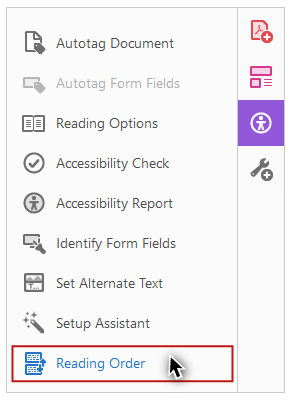 Autotag Document
Autotag Form Fields
Reading Options
Accessibility Check
Accessibility Report
Identify Form Fields
Set Alternate Text
Setup Assistant
Reading Order